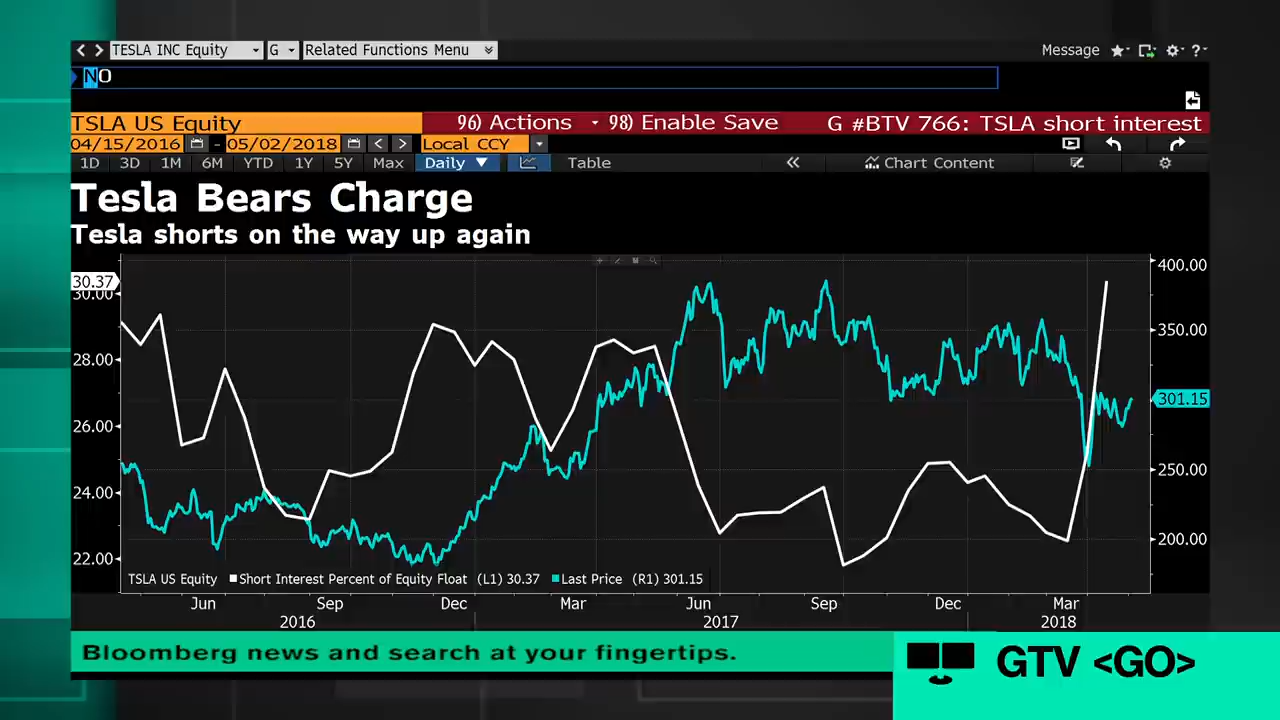 TESLA INC Equity G Related Functions Menu Message
NO
TSLA US Equity 96) Actions 98) Enable Save G #BTV 766: TSLA short interest
04/15/2016 - 05/02/2018 Local CCY
1D 3D 1M 6M YTD 1Y 5Y Max Daily ▼ Table « Chart Content
Tesla Bears Charge
Tesla shorts on the way up again
30.37
30.00
28.00
26.00
24.00
22.00
400.00
350.00
301.15
250.00
200.00
TSLA US Equity Short Interest Percent of Equity Float (L1) 30.37 Last Price (R1) 301.15
Jun Sep Dec Mar Jun Sep Dec Mar
2016 2017 2018
Bloomberg news and search at your fingertips.
GTV <GO>